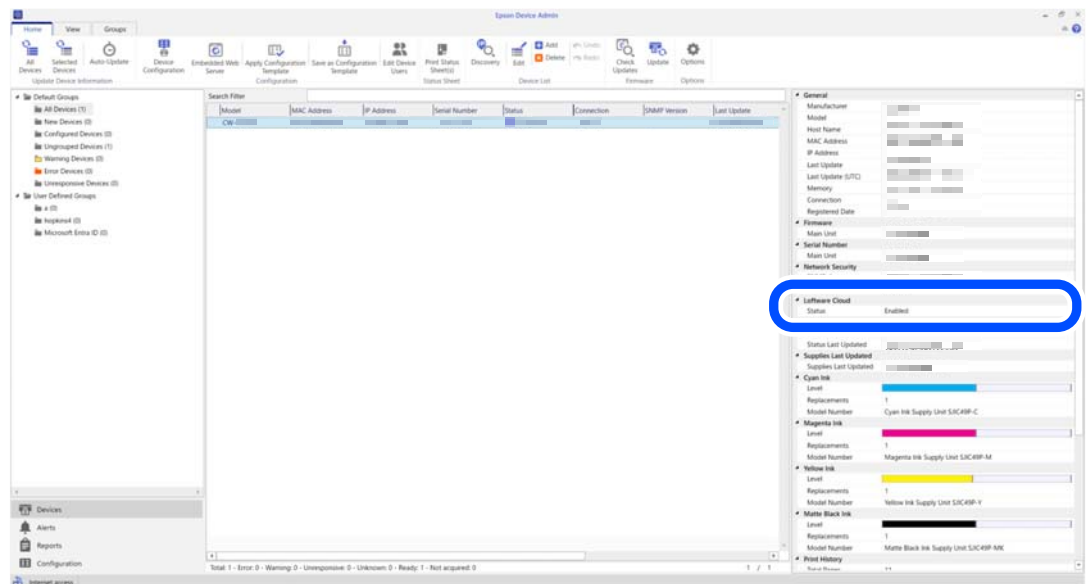 Epson Device Admin
Home View Groups
All Devices
Selected Devices
Auto-Update
Device Configuration
Embedded Web Server
Apply Configuration Template
Save as Configuration Template
Edit Device Users
Print Status Sheet(s)
Discovery
Edit
Add
Delete
Undo
Redo
Check Updates
Update
Options
Update Device Information Configuration Status Sheet Device List Firmware Options
Default Groups
All Devices (1)
New Devices (0)
Configured Devices (0)
Ungrouped Devices (1)
Warning Devices (0)
Error Devices (0)
Unresponsive Devices (0)
User Defined Groups
a (0)
hopkins4 (0)
Microsoft Entra ID (0)
Devices
Alerts
Reports
Configuration
Internet access
Search Filter
Model MAC Address IP Address Serial Number Status Connection SNMP Version Last Update
CW-
Total: 1 - Error: 0 - Warning: 0 - Unresponsive: 0 - Unknown: 0 - Ready: 1 - Not acquired: 0
1 / 1
General
Manufacturer
Model
Host Name
MAC Address
IP Address
Last Update
Last Update (UTC)
Memory
Connection
Registered Date
Firmware
Main Unit
Serial Number
Main Unit
Network Security
Loftware Cloud
Status Enabled
Status Last Updated
Supplies Last Updated
Supplies Last Updated
Cyan Ink
Level
Replacements 1
Model Number Cyan Ink Supply Unit SJIC49P-C
Magenta Ink
Level
Replacements 1
Model Number Magenta Ink Supply Unit SJIC49P-M
Yellow Ink
Level
Replacements 1
Model Number Yellow Ink Supply Unit SJIC49P-Y
Matte Black Ink
Level
Replacements 1
Model Number Matte Black Ink Supply Unit SJIC49P-MK
Print History